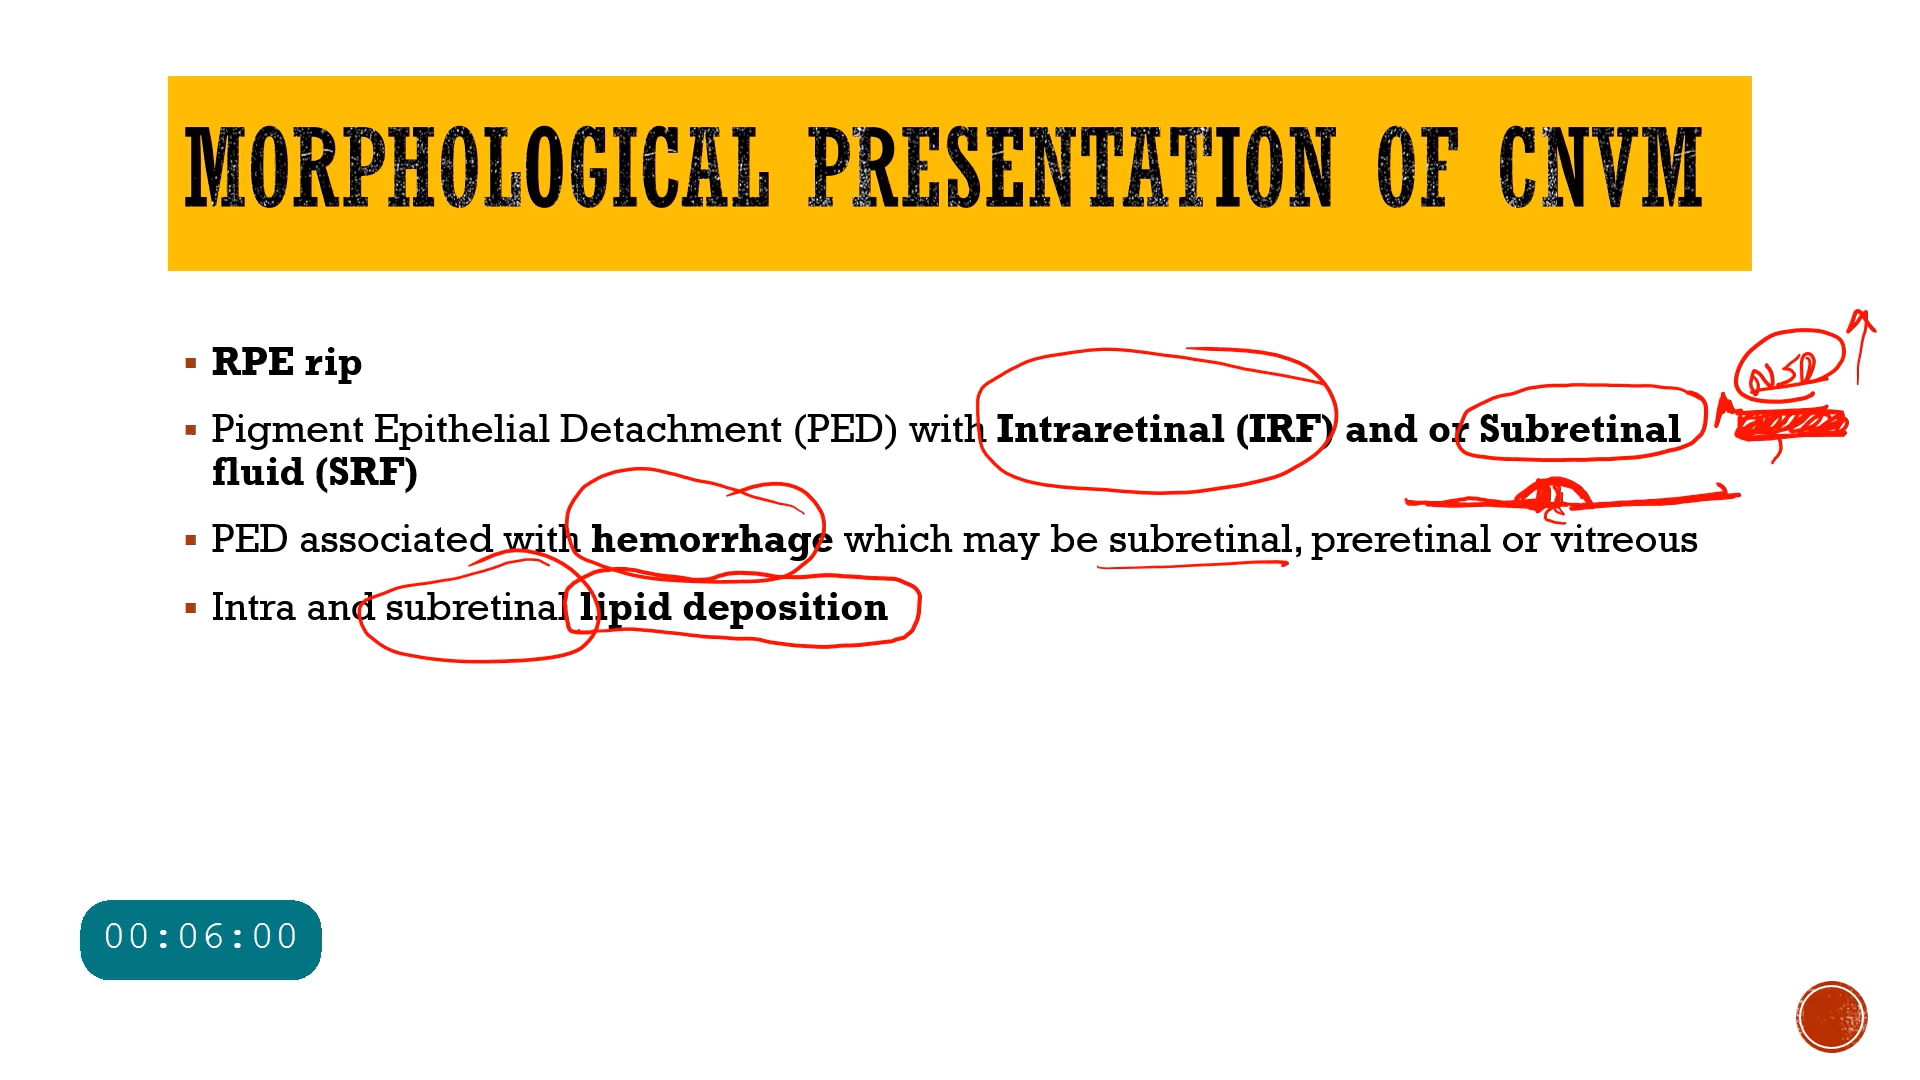 MORPHOLOGICAL PRESENTATION OF CNVM
RPE rip
Pigment Epithelial Detachment (PED) with Intraretinal (IRF) and or Subretinal
fluid (SRF)
PED associated with hemorrhage which may be subretinal, preretinal or vitreous
Intra and subretinal lipid deposition
00:06:00